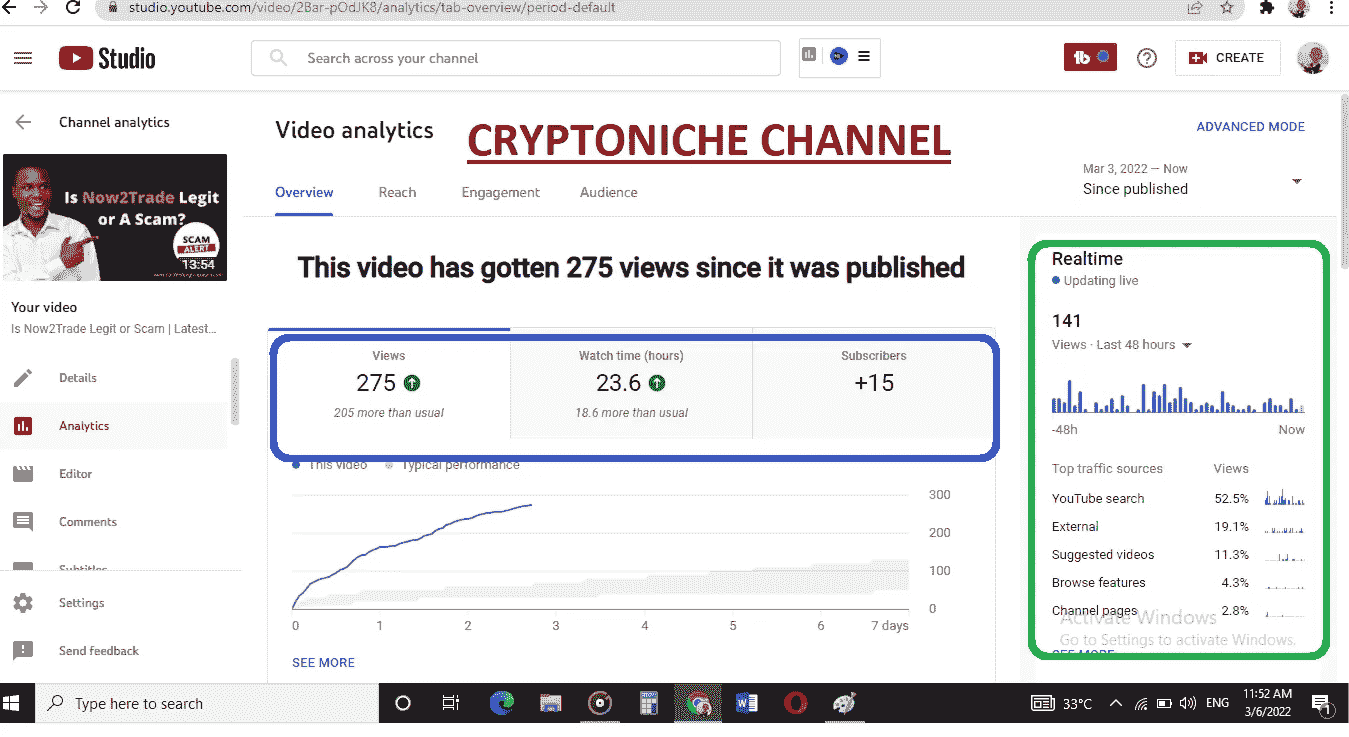 studio.youtube.com/video/2Bar-pOdJK8/analytics/tab-overview/period-default
Studio
Search across your channel
tb
?
CREATE
Channel analytics
Video analytics
CRYPTONICHE CHANNEL
ADVANCED MODE
Mar 3, 2022 – Now
Since published
Overview
Reach
Engagement
Audience
Is Now2Trade Legit
or A Scam?
SCAM
ALERT
13:54
Your video
Is Now2Trade Legit or Scam | Latest...
Details
Analytics
Editor
Comments
Subtitles
Settings
Send feedback
This video has gotten 275 views since it was published
Views
275
205 more than usual
Watch time (hours)
23.6
18.6 more than usual
Subscribers
+15
This video
Typical performance
300
200
100
0
0
1
2
3
4
5
6
7 days
SEE MORE
Realtime
Updating live
141
Views · Last 48 hours
-48h
Now
Top traffic sources
Views
YouTube search
52.5%
External
19.1%
Suggested videos
11.3%
Browse features
4.3%
Channel pages
2.8%
Activate Windows
Go to Settings to activate Windows.
SEE MORE
Type here to search
33°C
ENG
11:52 AM
3/6/2022
1